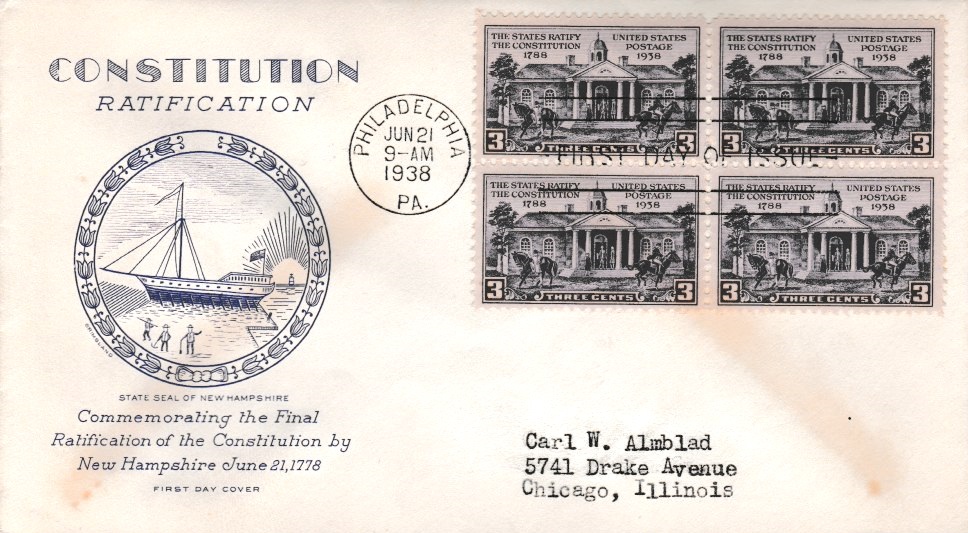 CONSTITUTION
RATIFICATION
GRIMSLAND
STATE SEAL OF NEW HAMPSHIRE
Commemorating the Final
Ratification of the Constitution by
New Hampshire June 21, 1778
FIRST DAY COVER
PHILADELPHIA
JUN 21
9-AM
1938
PA.
FIRST DAY OF ISSUE
THE STATES RATIFY UNITED STATES
THE CONSTITUTION POSTAGE
1788 1938
3 THREE CENTS 3
THE STATES RATIFY UNITED STATES
THE CONSTITUTION POSTAGE
1788 1938
3 THREE CENTS 3
THE STATES RATIFY UNITED STATES
THE CONSTITUTION POSTAGE
1788 1938
3 THREE CENTS 3
THE STATES RATIFY UNITED STATES
THE CONSTITUTION POSTAGE
1788 1938
3 THREE CENTS 3
Carl W. Almblad
5741 Drake Avenue
Chicago, Illinois